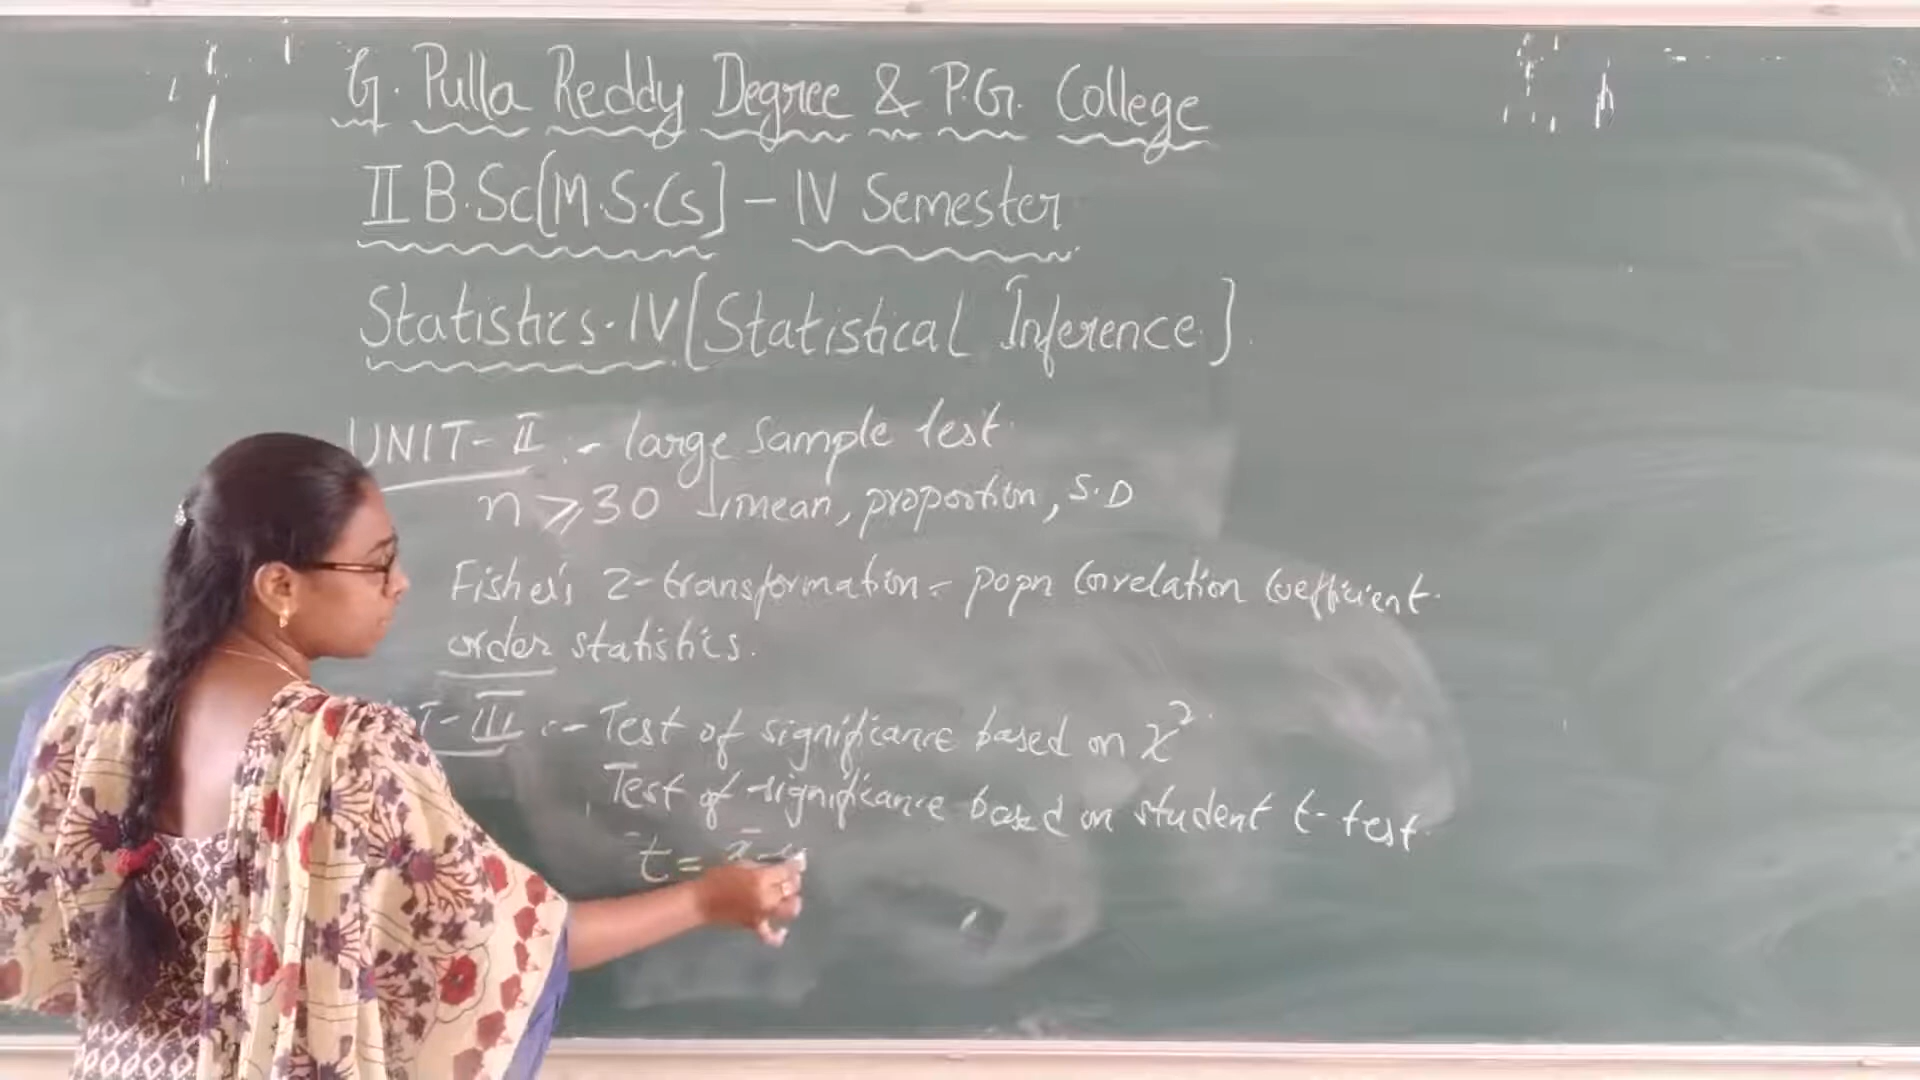 G. Pulla Reddy Degree & P.G. College
II B.Sc[M.S.Cs] - IV Semester
Statistics-IV [Statistical Inference]
UNIT-II :- large sample test.
n ⩾ 30 mean, proportion, S.D
Fisher's Z-transformation - popn correlation coefficient.
order statistics.
T-III :- Test of significance based on χ²
Test of significance based on student t-test.
t = x̄-